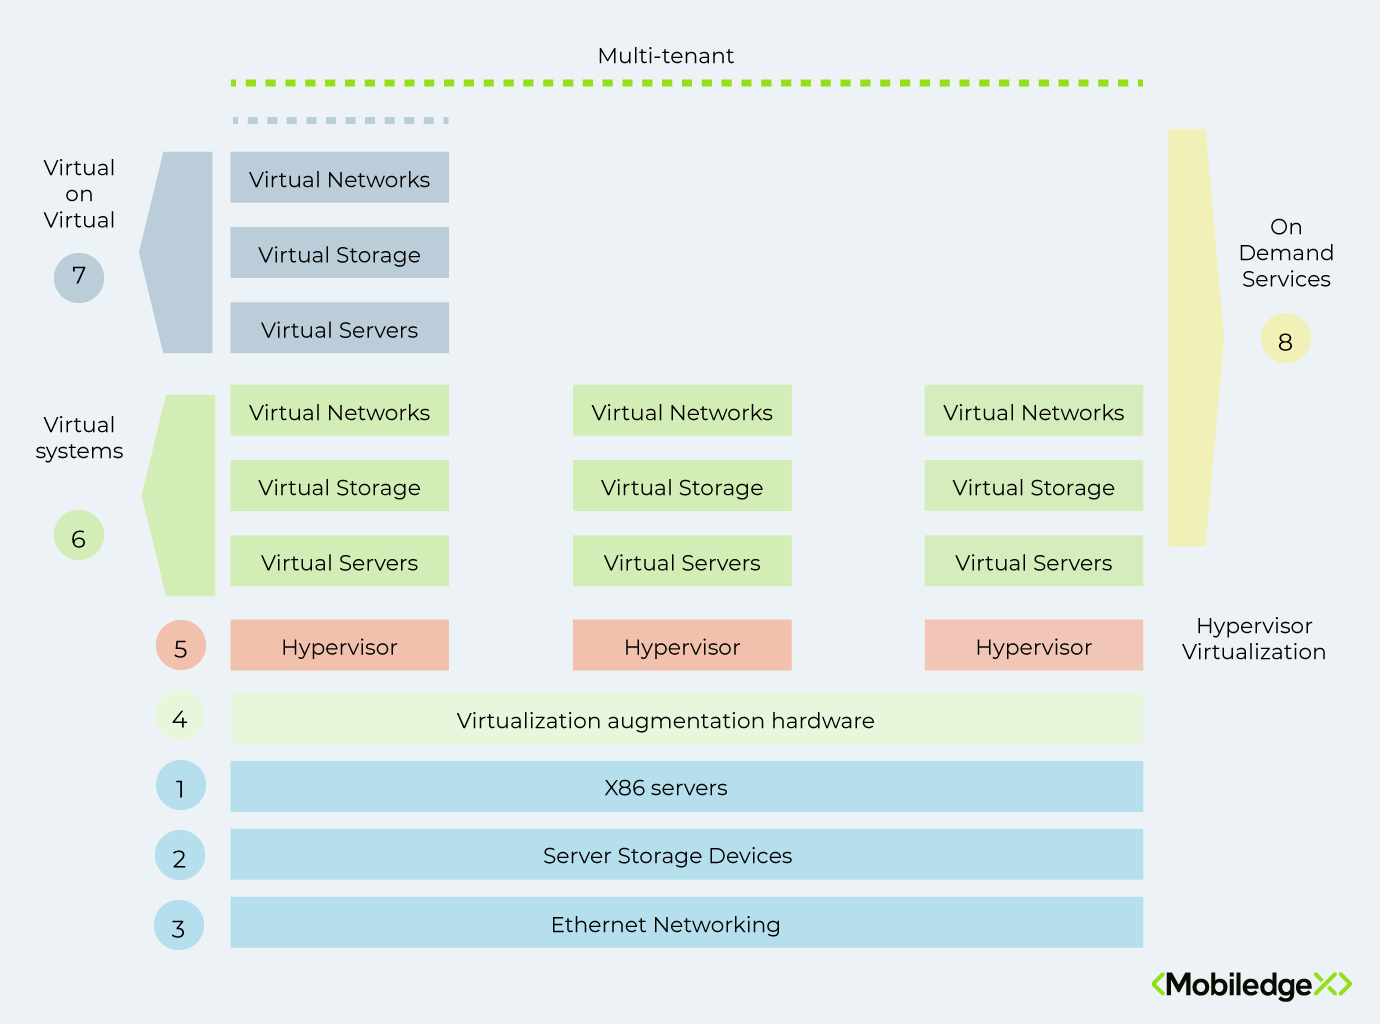 Multi-tenant
Virtual
on
Virtual
7
Virtual Networks
Virtual Storage
Virtual Servers
On
Demand
Services
8
Virtual
systems
6
Virtual Networks
Virtual Networks
Virtual Networks
Virtual Storage
Virtual Storage
Virtual Storage
Virtual Servers
Virtual Servers
Virtual Servers
5
Hypervisor
Hypervisor
Hypervisor
Hypervisor
Virtualization
4
Virtualization augmentation hardware
1
X86 servers
2
Server Storage Devices
3
Ethernet Networking
MobiledgeX